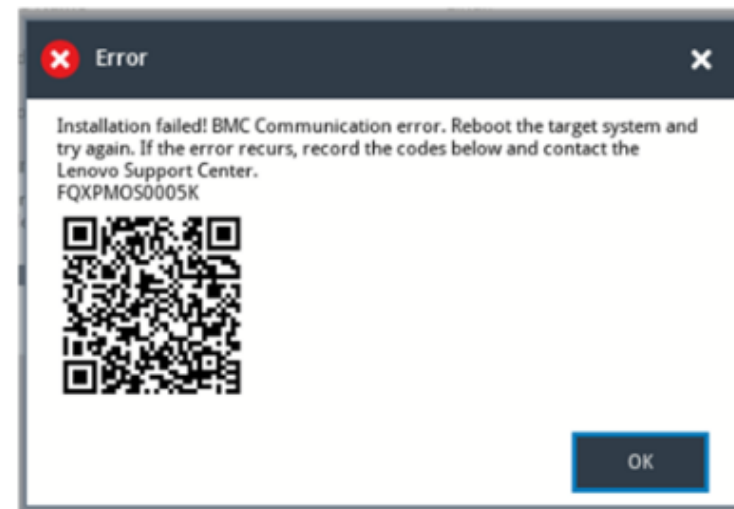 Error
Installation failed! BMC Communication error. Reboot the target system and
try again. If the error recurs, record the codes below and contact the
Lenovo Support Center.
FQXPMOS0005K
OK